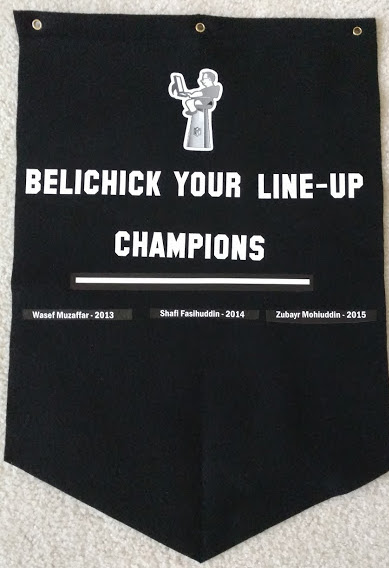 BELICHICK YOUR LINE-UP
CHAMPIONS
Wasef Muzaffar - 2013 Shafi Fasihuddin - 2014 Zubayr Mohiuddin - 2015